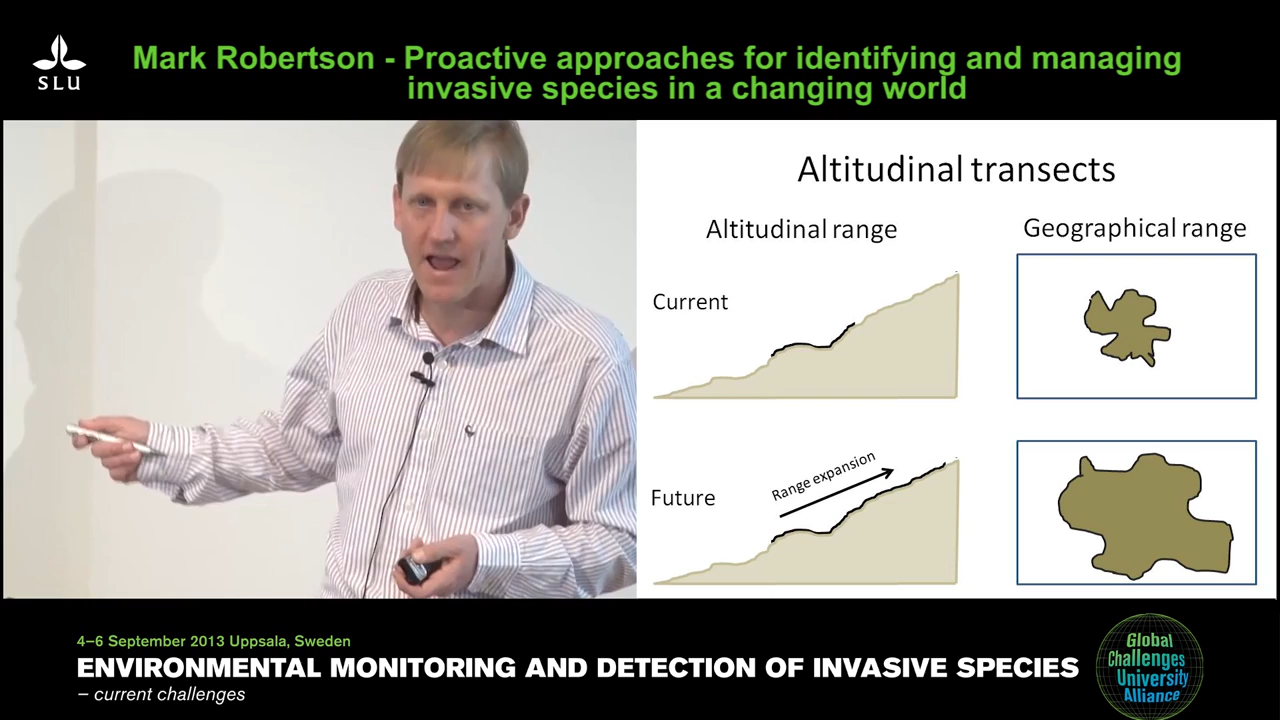 SLU
Mark Robertson - Proactive approaches for identifying and managing
invasive species in a changing world
Altitudinal transects
Altitudinal range
Geographical range
Current
Future
Range expansion
4–6 September 2013 Uppsala, Sweden
ENVIRONMENTAL MONITORING AND DETECTION OF INVASIVE SPECIES
– current challenges
Global
Challenges
University
Alliance